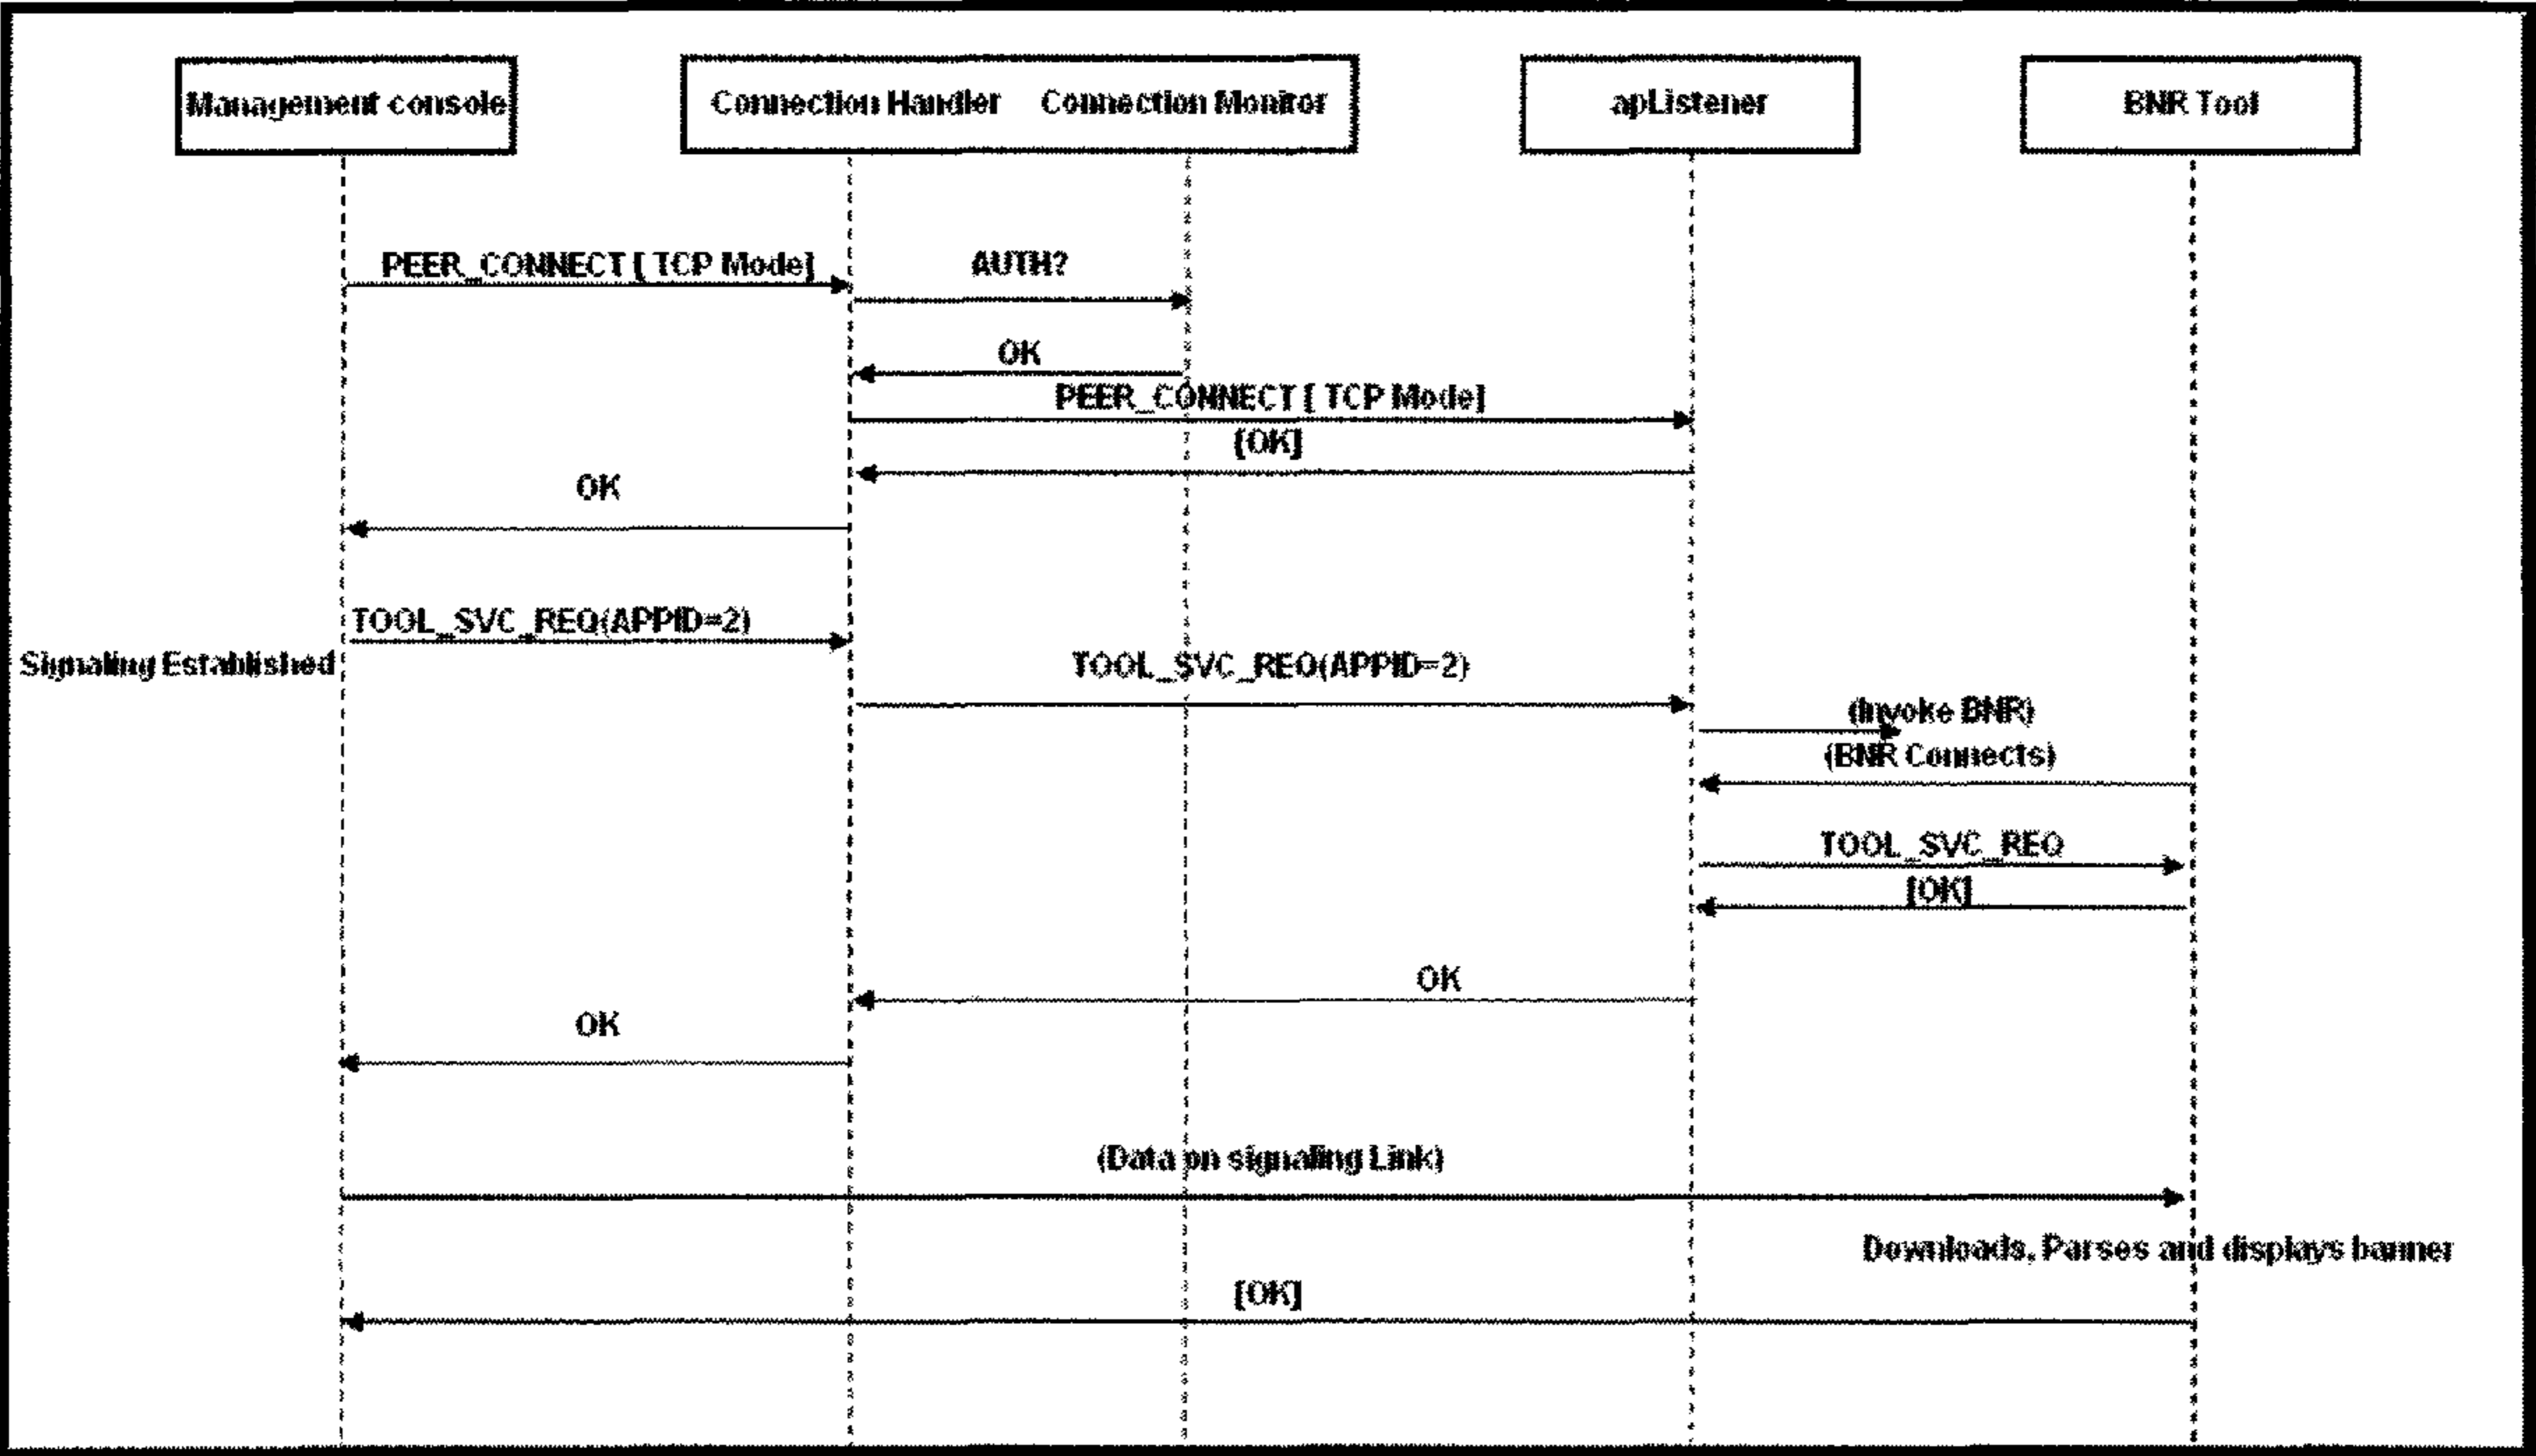 Management console
Connection Handler Connection Monitor
apListener
BNR Tool
PEER_CONNECT [ TCP Mode]
AUTH?
OK
PEER_CONNECT [ TCP Mode]
[OK]
OK
TOOL_SVC_REQ(APPID=2)
Signaling Established
TOOL_SVC_REQ(APPID=2)
(Invoke BNR)
(BNR Connects)
TOOL_SVC_REQ
[OK]
OK
OK
(Data on signaling Link)
Downloads, Parses and displays banner
[OK]